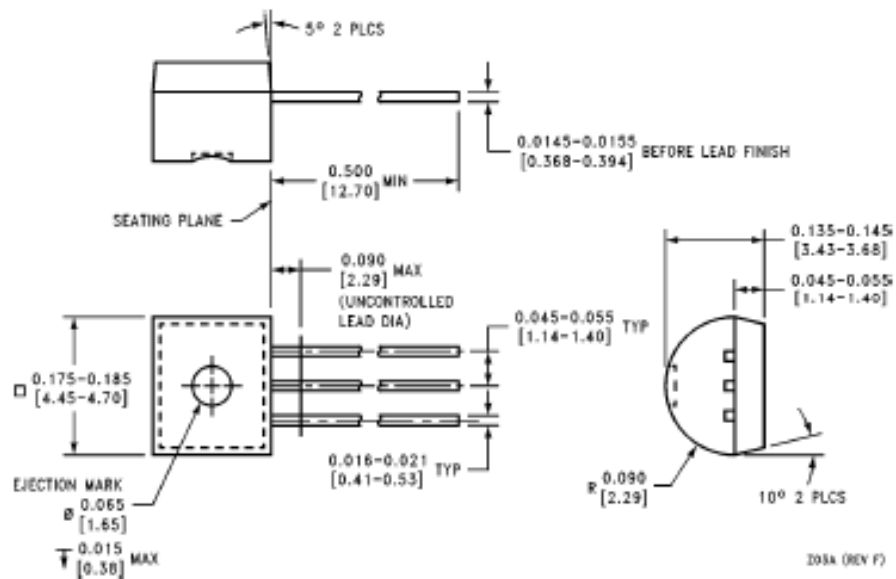 5º 2 PLCS
0.0145-0.0155
[0.368-0.394] BEFORE LEAD FINISH
0.500
[12.70] MIN
SEATING PLANE
0.135-0.145
[3.43-3.68]
0.090
[2.29] MAX
(UNCONTROLLED
LEAD DIA)
0.045-0.055
[1.14-1.40]
0.045-0.055
[1.14-1.40] TYP
□ 0.175-0.185
[4.45-4.70]
0.016-0.021
[0.41-0.53] TYP
EJECTION MARK
ø 0.065
[1.65]
R 0.090
[2.29]
10º 2 PLCS
0.015
[0.38] MAX
Z03A (REV F)